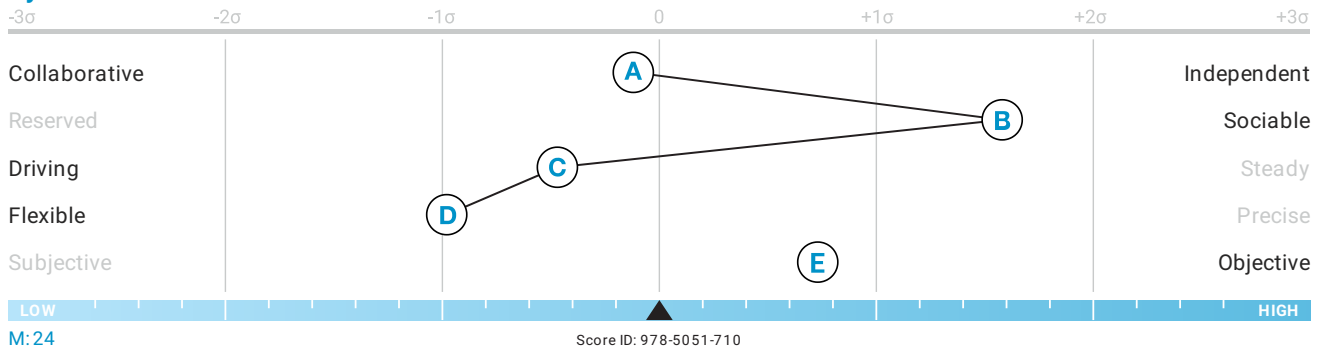 -3σ -2σ -1σ 0 +1σ +2σ +3σ
Collaborative A Independent
Reserved B Sociable
Driving C Steady
Flexible D Precise
Subjective E Objective
LOW HIGH
M:24 Score ID: 978-5051-710